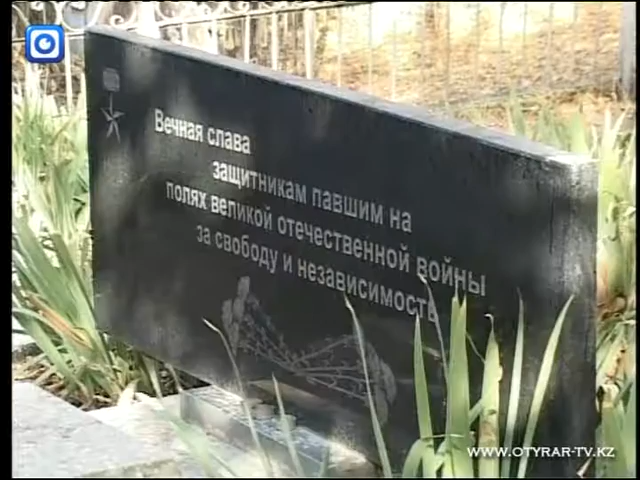 Вечная слава
защитникам павшим на
полях великой отечественной войны
за свободу и независимость
WWW.OTYRAR-TV.KZ